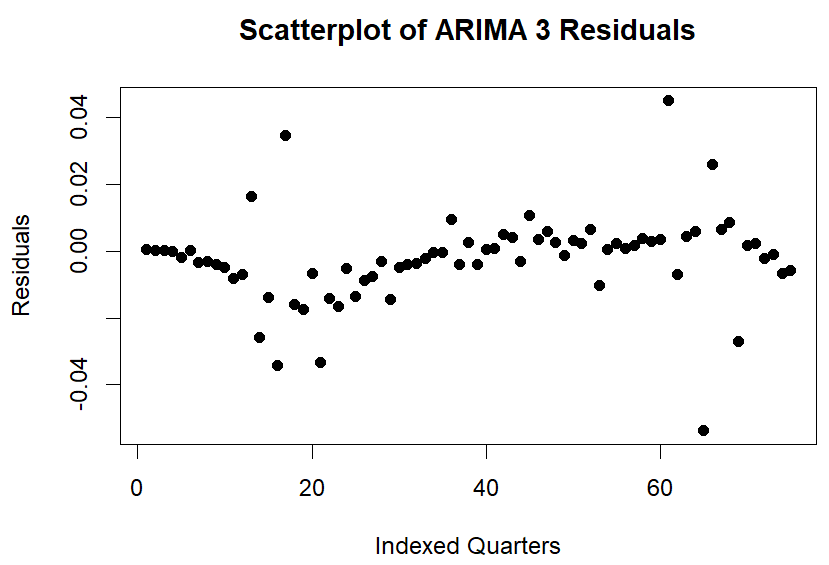 Scatterplot of ARIMA 3 Residuals
Residuals
0.04
0.02
0.00
-0.04
0
20
40
60
Indexed Quarters